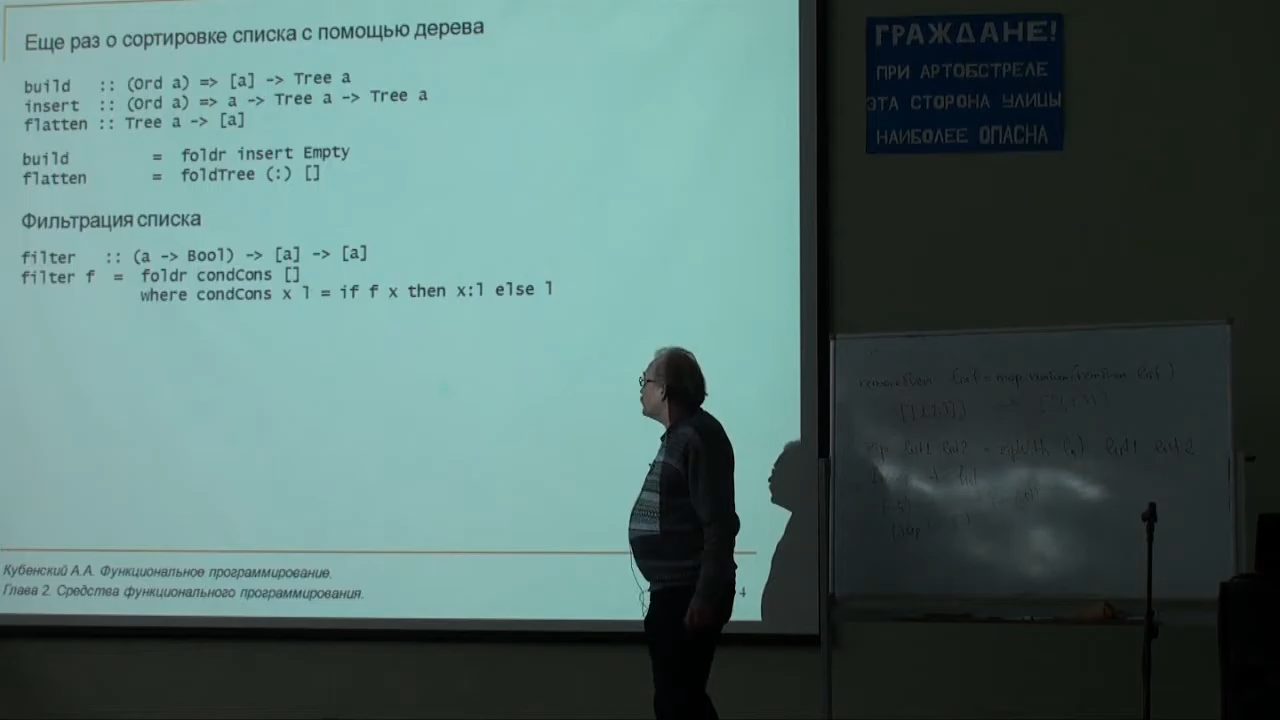 Еще раз о сортировке списка с помощью дерева
build :: (Ord a) => [a] -> Tree a
insert :: (Ord a) => a -> Tree a -> Tree a
flatten :: Tree a -> [a]
build = foldr insert Empty
flatten = foldTree (:) []
Фильтрация списка
filter :: (a -> Bool) -> [a] -> [a]
filter f = foldr condCons []
where condCons x l = if f x then x:l else l
Кубенский А.А. Функциональное программирование.
Глава 2. Средства функционального программирования.
4
ГРАЖДАНЕ!
ПРИ АРТОБСТРЕЛЕ
ЭТА СТОРОНА УЛИЦЫ
НАИБОЛЕЕ ОПАСНА
list1 list2